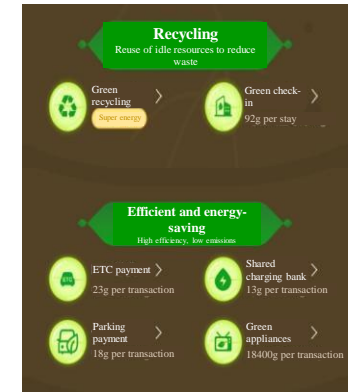 Recycling
Reuse of idle resources to reduce
waste
Green
recycling
Super energy
Green check-
in
92g per stay
Efficient and energy-
saving
High efficiency, low emissions
ETC payment
23g per transaction
Shared
charging bank
13g per transaction
Parking
payment
18g per transaction
Green
appliances
18400g per transaction